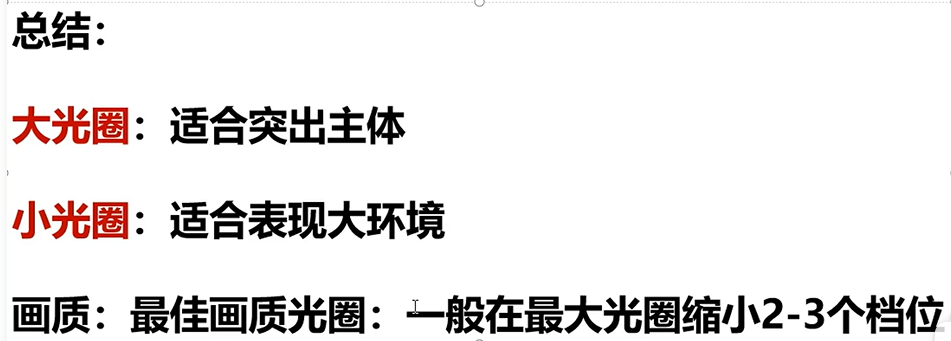 总结：
大光圈：适合突出主体
小光圈：适合表现大环境
画质：最佳画质光圈：一般在最大光圈缩小2-3个档位